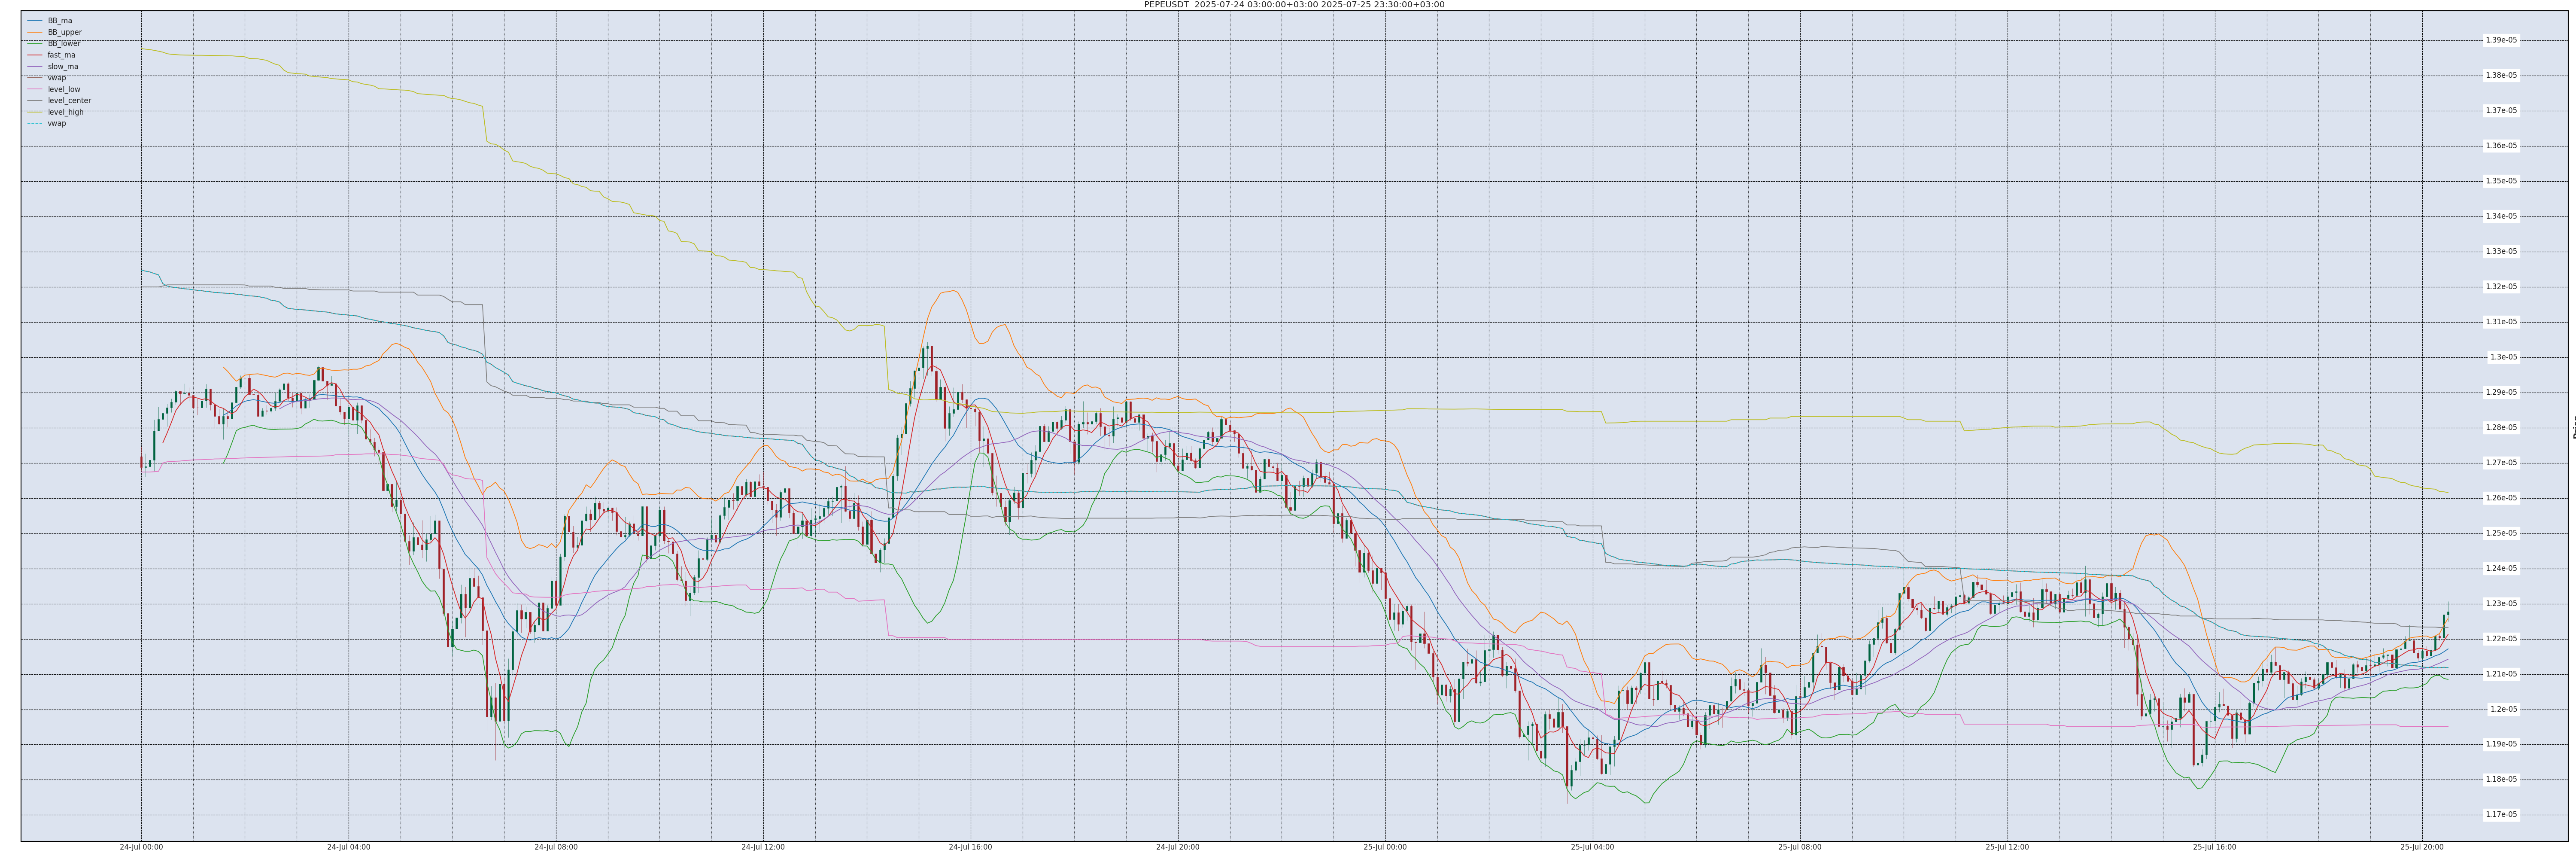 PEPEUSDT  2025-07-24 03:00:00+03:00 2025-07-25 23:30:00+03:00
BB_ma
BB_upper
BB_lower
fast_ma
slow_ma
vwap
level_low
level_center
level_high
vwap
1.39e-05
1.38e-05
1.37e-05
1.36e-05
1.35e-05
1.34e-05
1.33e-05
1.32e-05
1.31e-05
1.3e-05
1.29e-05
1.28e-05
1.27e-05
1.26e-05
1.25e-05
1.24e-05
1.23e-05
1.22e-05
1.21e-05
1.2e-05
1.19e-05
1.18e-05
1.17e-05
24-Jul 00:00
24-Jul 04:00
24-Jul 08:00
24-Jul 12:00
24-Jul 16:00
24-Jul 20:00
25-Jul 00:00
25-Jul 04:00
25-Jul 08:00
25-Jul 12:00
25-Jul 16:00
25-Jul 20:00